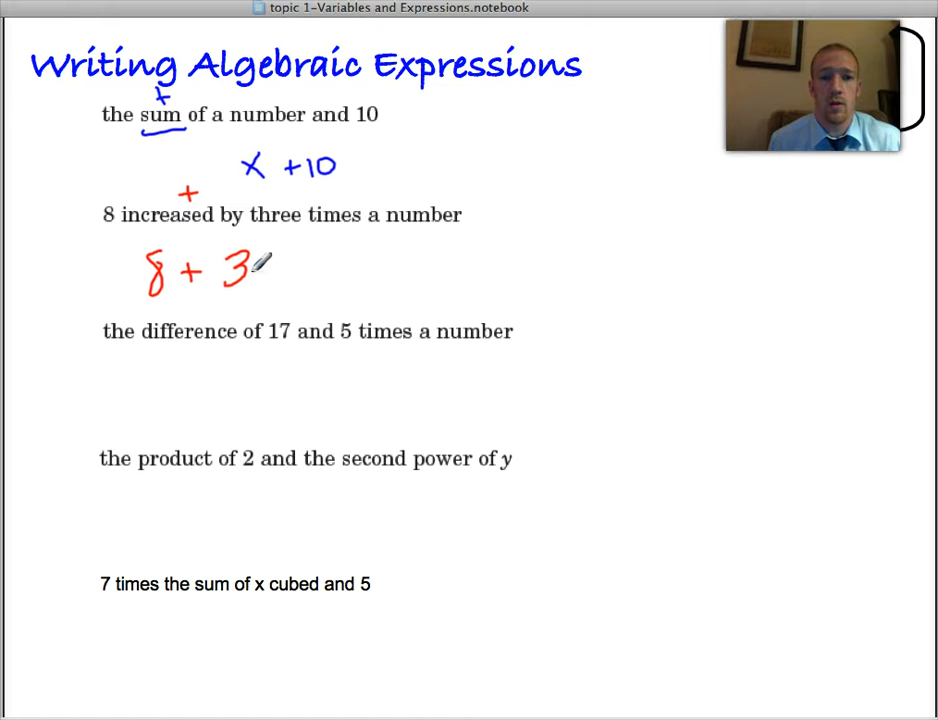 topic 1-Variables and Expressions.notebook
Writing Algebraic Expressions
+
the sum of a number and 10
x +10
+
8 increased by three times a number
8 + 3
the difference of 17 and 5 times a number
the product of 2 and the second power of y
7 times the sum of x cubed and 5